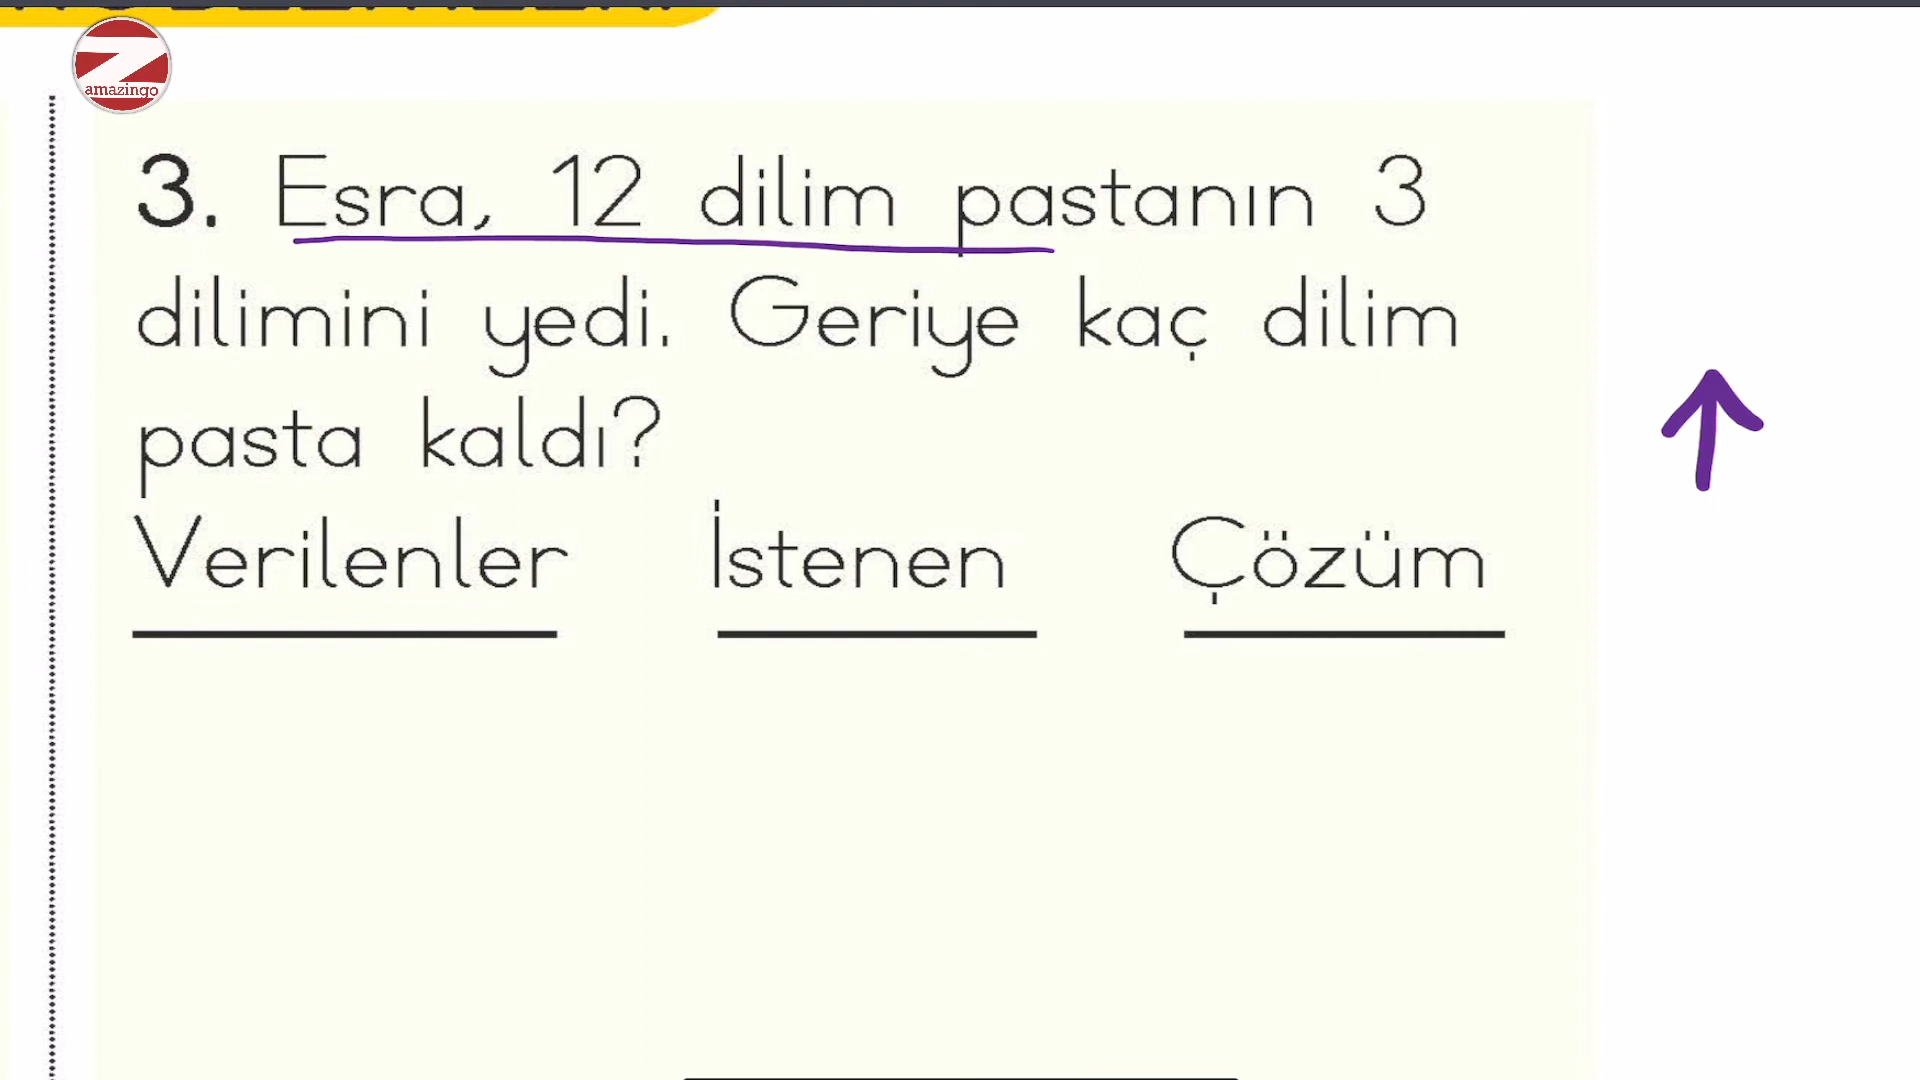 amazingo
3. Esra, 12 dilim pastanın 3
dilimini yedi. Geriye kaç dilim
pasta kaldı?
Verilenler İstenen Çözüm